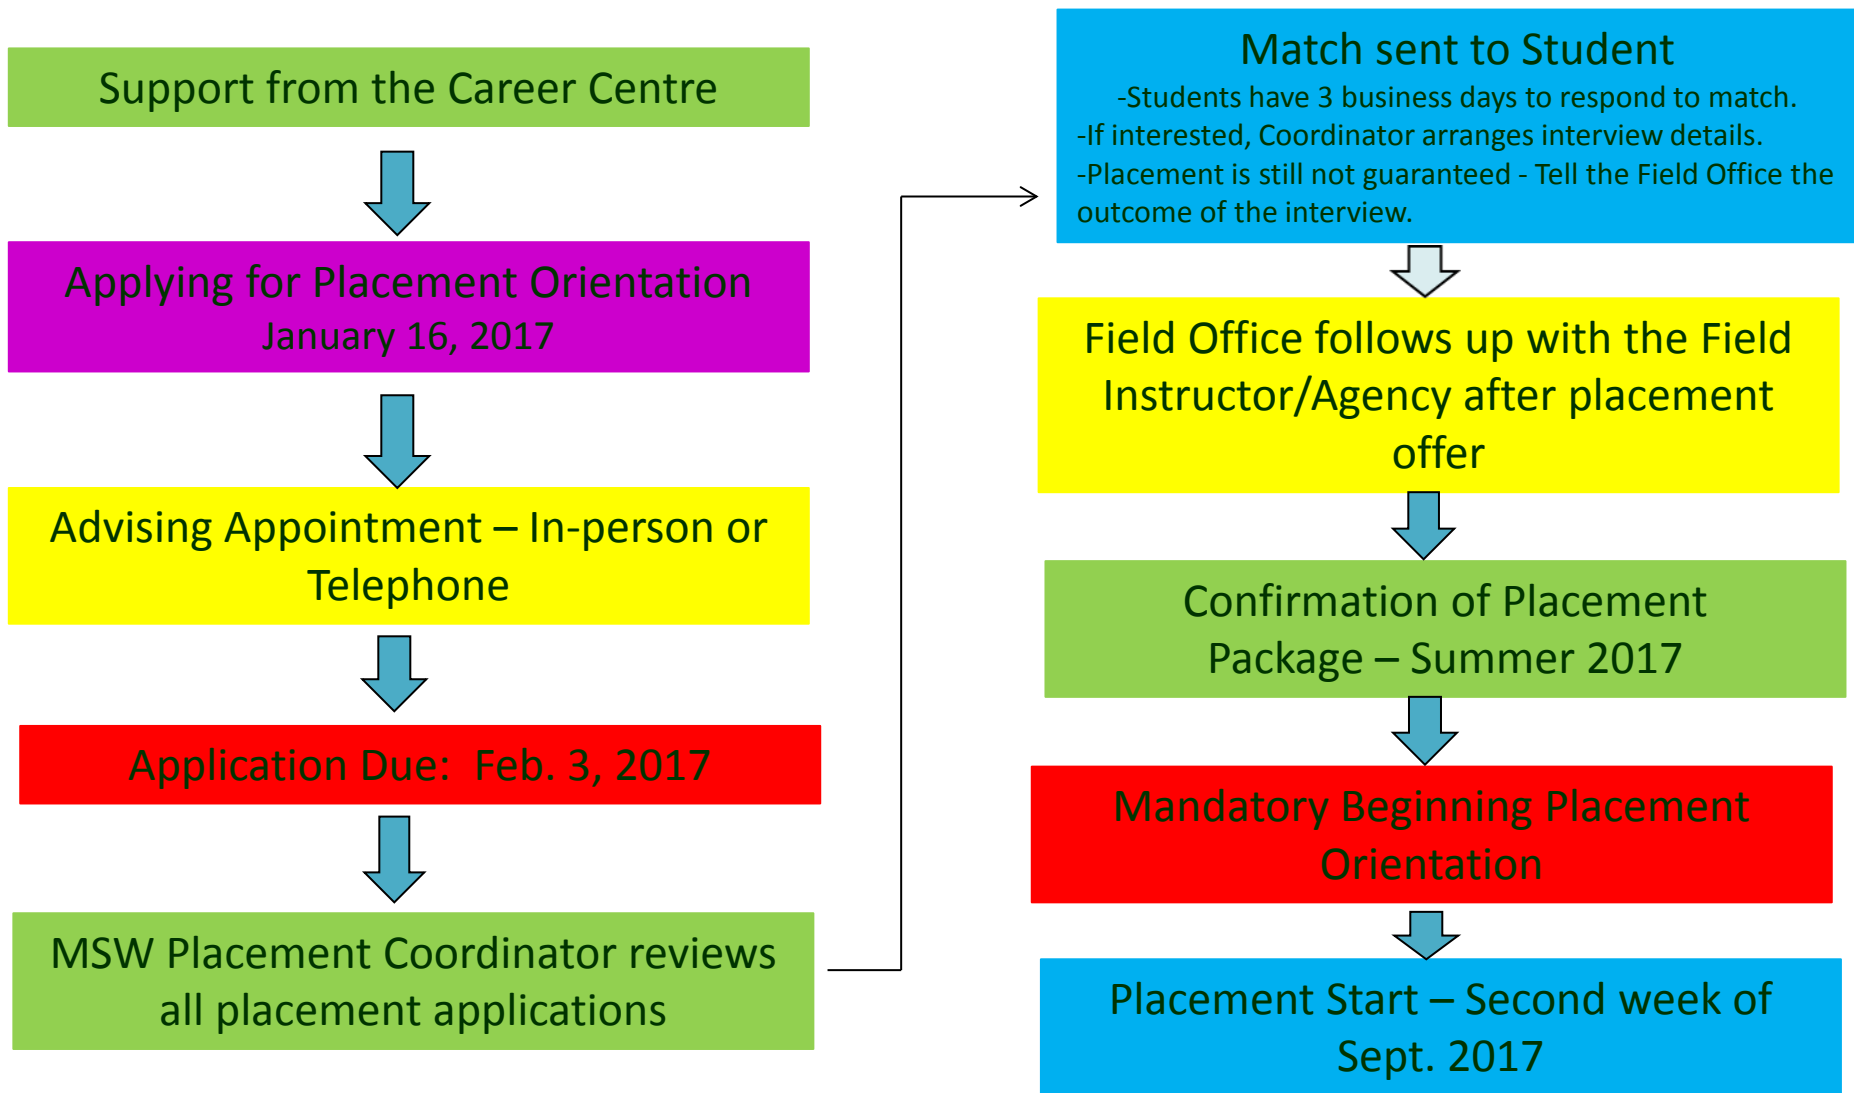 Support from the Career Centre
Applying for Placement Orientation
January 16, 2017
Advising Appointment – In-person or
Telephone
Application Due:  Feb. 3, 2017
MSW Placement Coordinator reviews
all placement applications
Match sent to Student
-Students have 3 business days to respond to match.
-If interested, Coordinator arranges interview details.
-Placement is still not guaranteed - Tell the Field Office the
outcome of the interview.
Field Office follows up with the Field
Instructor/Agency after placement
offer
Confirmation of Placement
Package – Summer 2017
Mandatory Beginning Placement
Orientation
Placement Start – Second week of
Sept. 2017